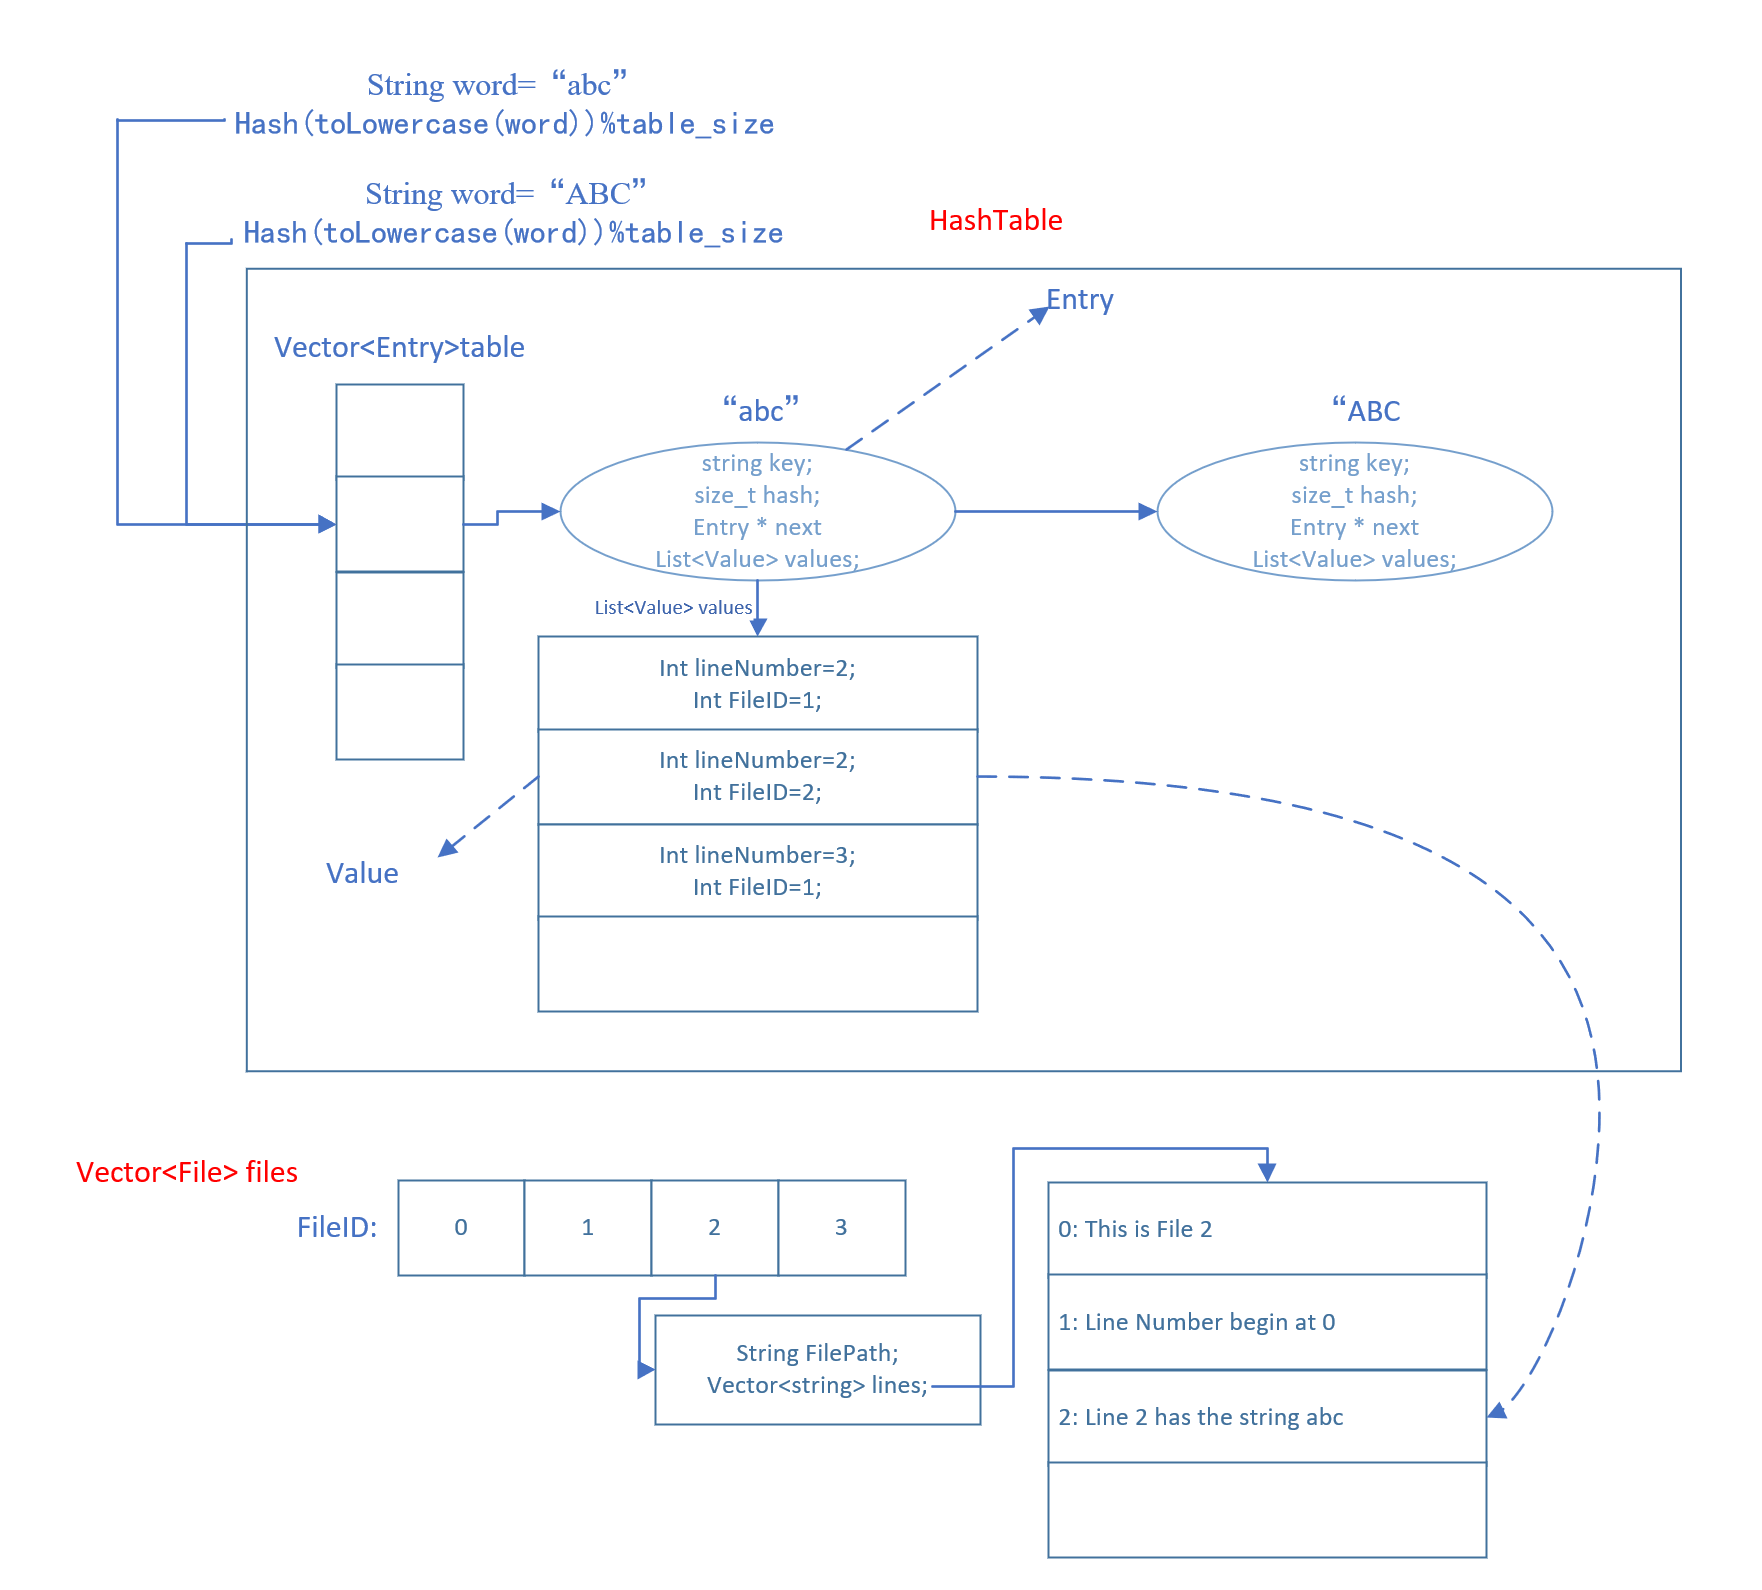 String word= “abc”
Hash(toLowercase(word))%table_size
String word= “ABC”
Hash(toLowercase(word))%table_size
HashTable
Entry
Vector<Entry>table
“abc”
“ABC
string key;
size_t hash;
Entry * next
List<Value> values;
string key;
size_t hash;
Entry * next
List<Value> values;
List<Value> values
Int lineNumber=2;
Int FileID=1;
Int lineNumber=2;
Int FileID=2;
Int lineNumber=3;
Int FileID=1;
Value
Vector<File> files
FileID:
0
1
2
3
String FilePath;
Vector<string> lines;
0: This is File 2
1: Line Number begin at 0
2: Line 2 has the string abc